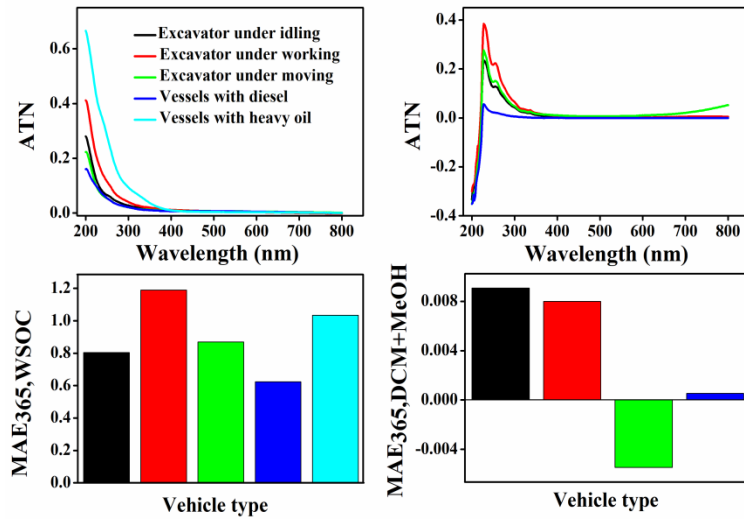 0.6
0.4
0.2
0.0
ATN
Excavator under idling
Excavator under working
Excavator under moving
Vessels with diesel
Vessels with heavy oil
200 300 400 500 600 700 800
Wavelength (nm)
0.4
0.2
0.0
-0.2
-0.4
ATN
200 300 400 500 600 700 800
Wavelength (nm)
1.2
1.0
0.8
0.6
0.4
0.2
0.0
MAE365,WSOC
Vehicle type
0.008
0.004
0.000
-0.004
MAE365,DCM+MeOH
Vehicle type